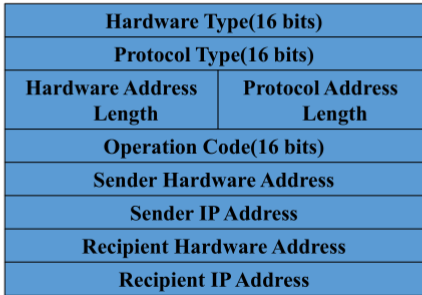 Hardware Type(16 bits)
Protocol Type(16 bits)
Hardware Address Length
Protocol Address Length
Operation Code(16 bits)
Sender Hardware Address
Sender IP Address
Recipient Hardware Address
Recipient IP Address